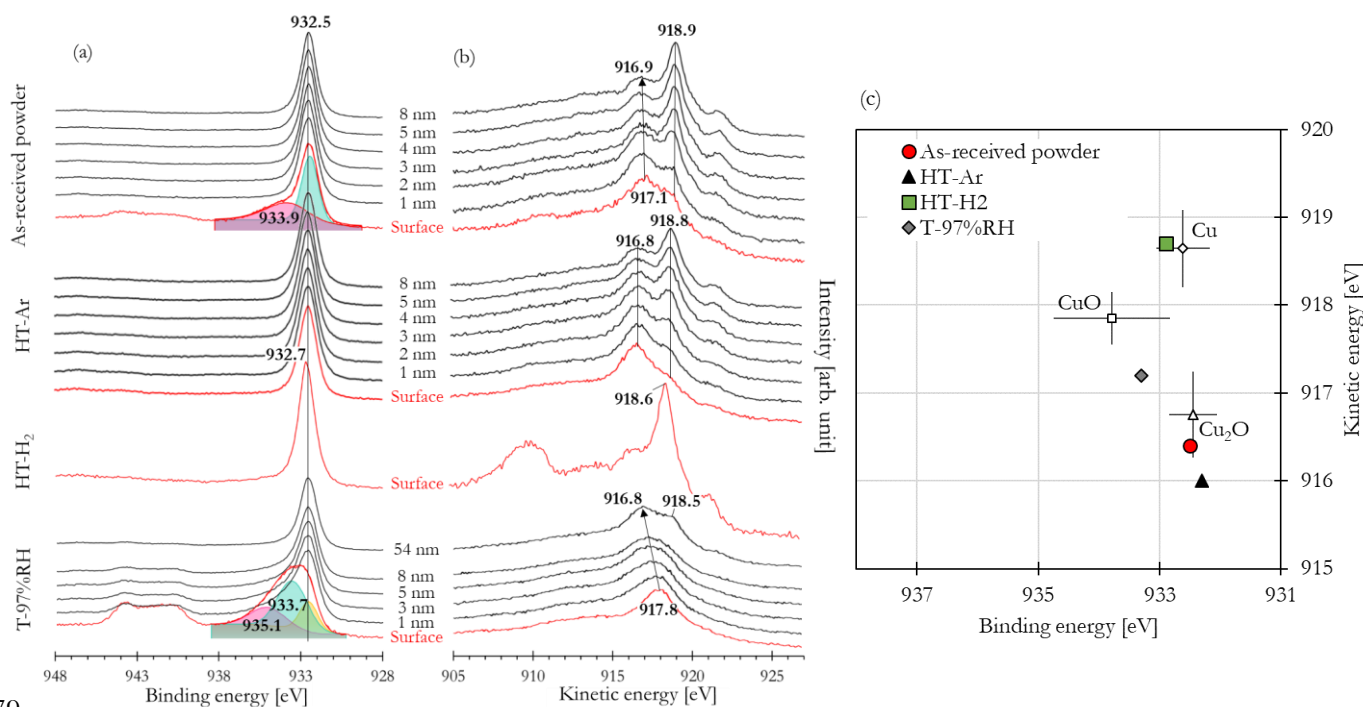 (a)
932.5
As-received powder
8 nm
5 nm
4 nm
3 nm
2 nm
1 nm
933.9
Surface
HT-Ar
8 nm
5 nm
4 nm
3 nm
2 nm
1 nm
932.7
Surface
HT-H₂
Surface
T-97%RH
54 nm
8 nm
5 nm
3 nm
1 nm
933.7
935.1
Surface
948 943 938 933 928
Binding energy [eV]
(b)
918.9
916.9
917.1
918.8
916.8
918.6
916.8
918.5
917.8
905 910 915 920 925
Kinetic energy [eV]
Intensity [arb. unit]
(c)
As-received powder
HT-Ar
HT-H2
T-97%RH
Cu
CuO
Cu₂O
920
919
918
917
916
915
Kinetic energy [eV]
937 935 933 931
Binding energy [eV]